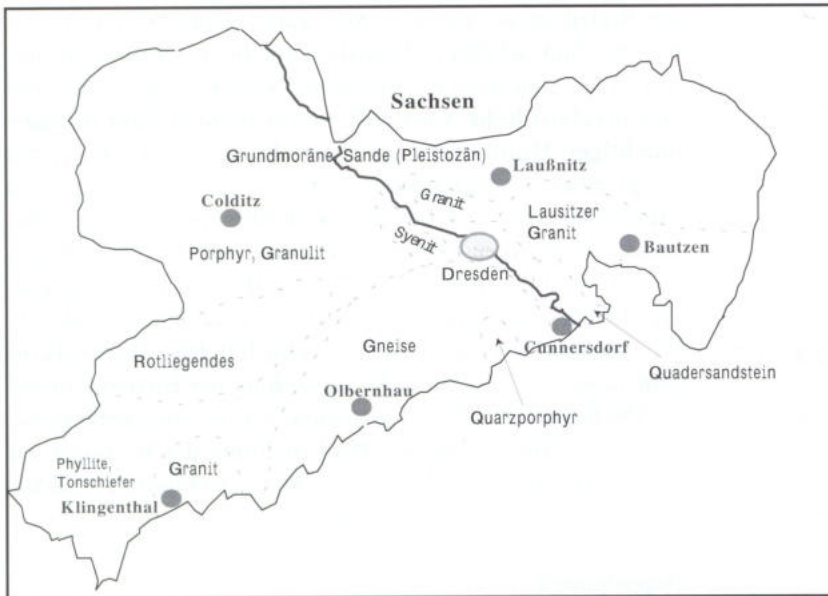 Sachsen
Grundmoräne Sande (Pleistozän)
Laußnitz
Granit
Colditz
Lausitzer
Granit
Syenit
Bautzen
Porphyr, Granulit
Dresden
Cunnersdorf
Gneise
Rotliegendes
Quadersandstein
Olbernhau
Quarzporphyr
Phyllite,
Tonschiefer
Granit
Klingenthal